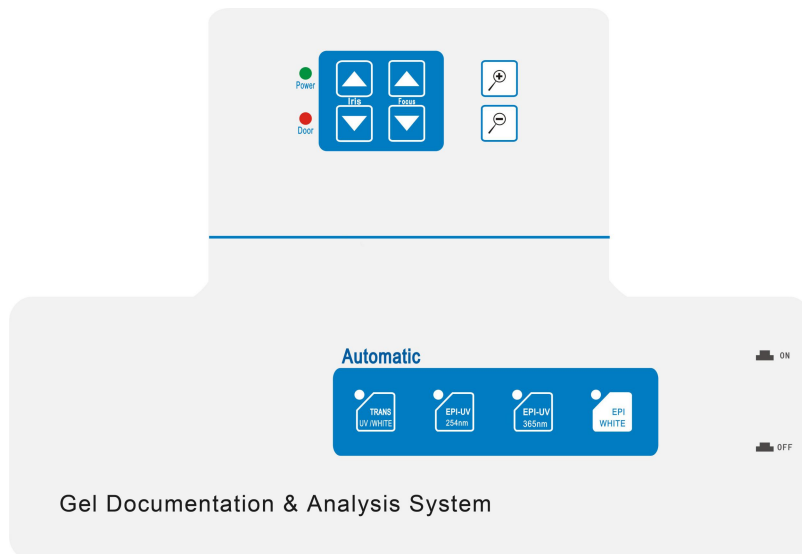 Power
Iris
Focus
Door
Automatic
ON
TRANS
UV /WHITE
EPI-UV
254nm
EPI-UV
365nm
EPI
WHITE
OFF
Gel Documentation & Analysis System